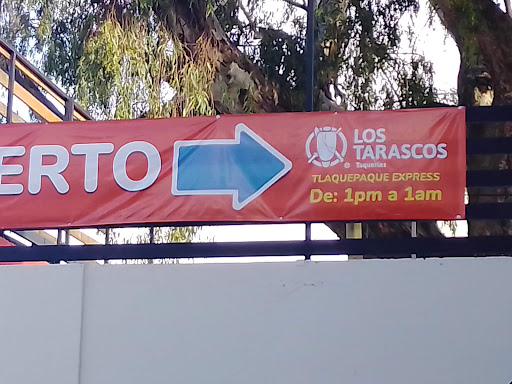 ERTO
LOS
TARASCOS
Taquerías
TLAQUEPAQUE EXPRESS
De: 1pm a 1am